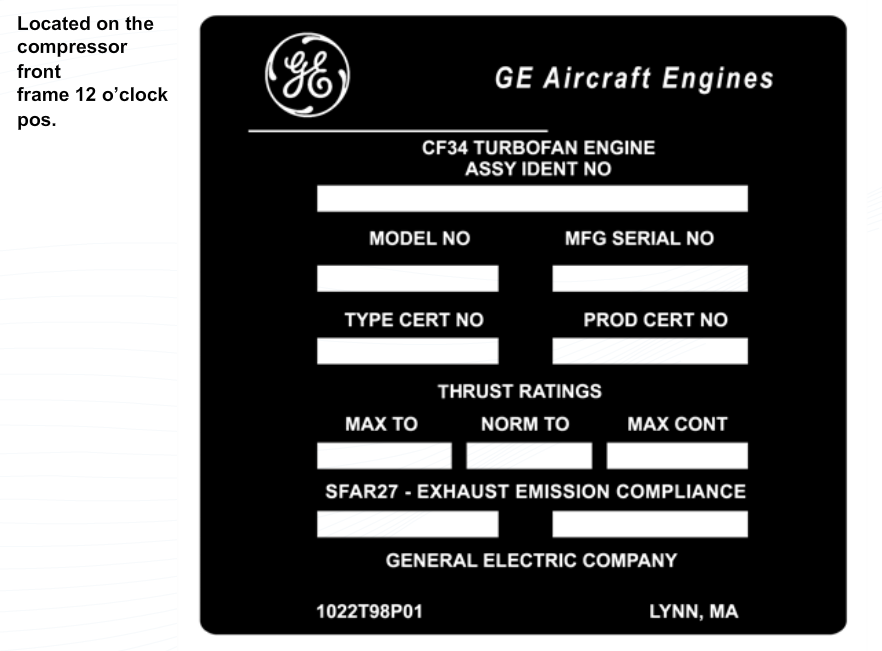 Located on the
compressor
front
frame 12 o’clock
pos.
GE
GE Aircraft Engines
CF34 TURBOFAN ENGINE
ASSY IDENT NO
MODEL NO MFG SERIAL NO
TYPE CERT NO PROD CERT NO
THRUST RATINGS
MAX TO NORM TO MAX CONT
SFAR27 - EXHAUST EMISSION COMPLIANCE
GENERAL ELECTRIC COMPANY
1022T98P01 LYNN, MA